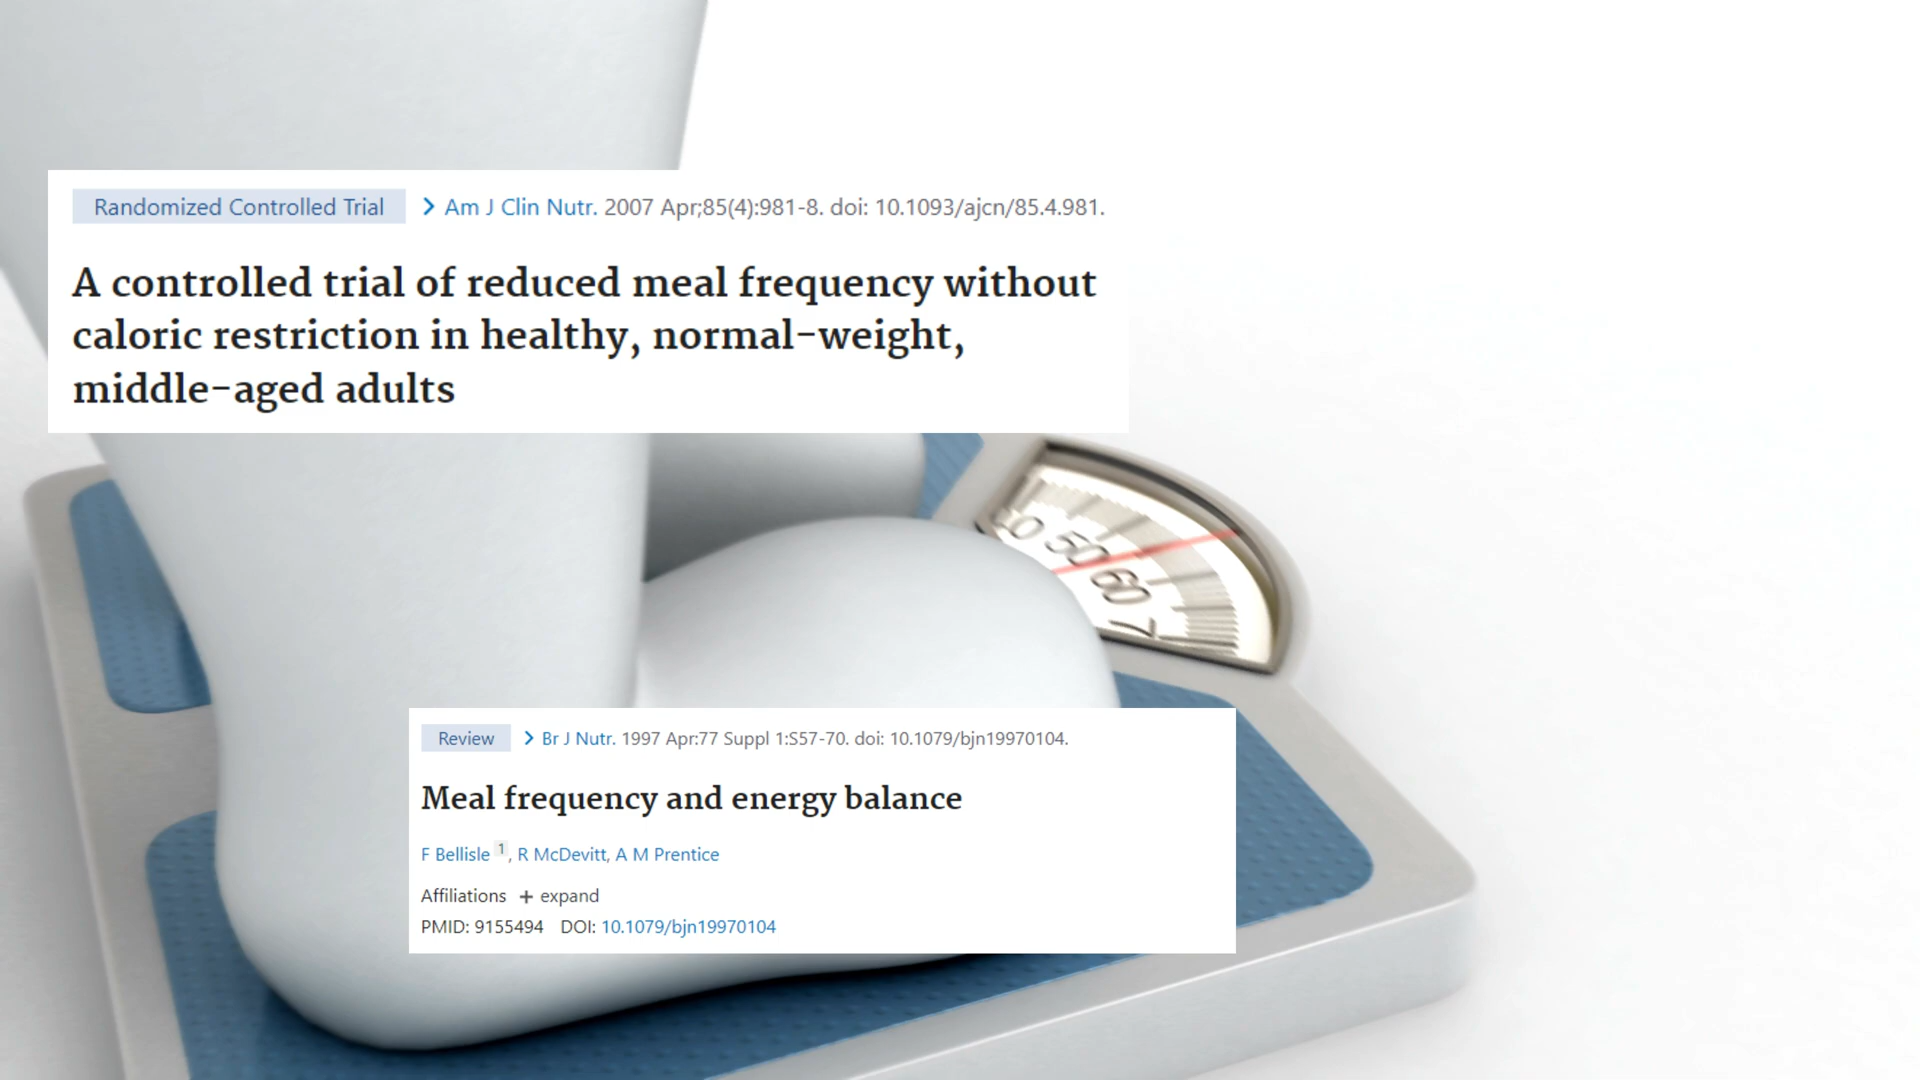 Randomized Controlled Trial > Am J Clin Nutr. 2007 Apr;85(4):981-8. doi: 10.1093/ajcn/85.4.981.
A controlled trial of reduced meal frequency without
caloric restriction in healthy, normal-weight,
middle-aged adults
50
60
7
Review > Br J Nutr. 1997 Apr:77 Suppl 1:S57-70. doi: 10.1079/bjn19970104.
Meal frequency and energy balance
F Bellisle 1, R McDevitt, A M Prentice
Affiliations + expand
PMID: 9155494 DOI: 10.1079/bjn19970104